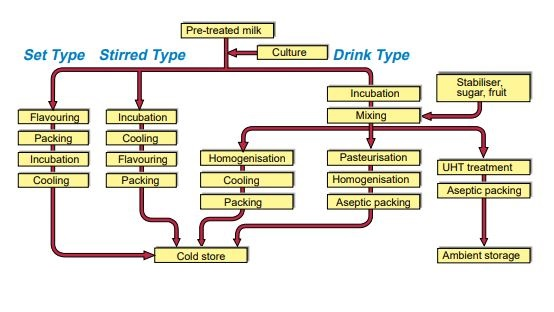 Pre-treated milk
Culture
Set Type
Stirred Type
Drink Type
Stabiliser,
sugar, fruit
Flavouring
Packing
Incubation
Cooling
Incubation
Cooling
Flavouring
Packing
Incubation
Mixing
Homogenisation
Cooling
Packing
Pasteurisation
Homogenisation
Aseptic packing
UHT treatment
Aseptic packing
Cold store
Ambient storage